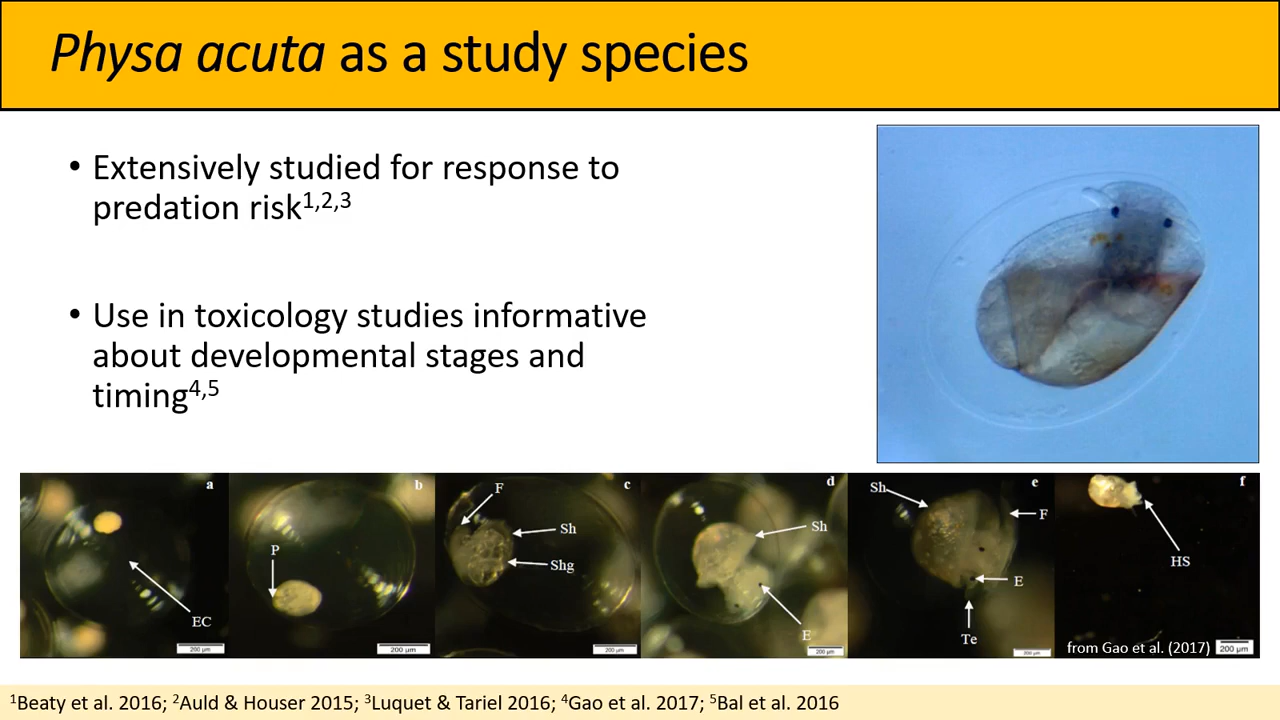 Physa acuta as a study species
• Extensively studied for response to
predation risk1,2,3
• Use in toxicology studies informative
about developmental stages and
timing4,5
a
EC
200 μm
b
P
200 μm
c
F
Sh
Shg
200 μm
d
Sh
E
200 μm
e
Sh
F
E
Te
200 μm
f
HS
from Gao et al. (2017)
200 μm
1Beaty et al. 2016; 2Auld & Houser 2015; 3Luquet & Tariel 2016; 4Gao et al. 2017; 5Bal et al. 2016